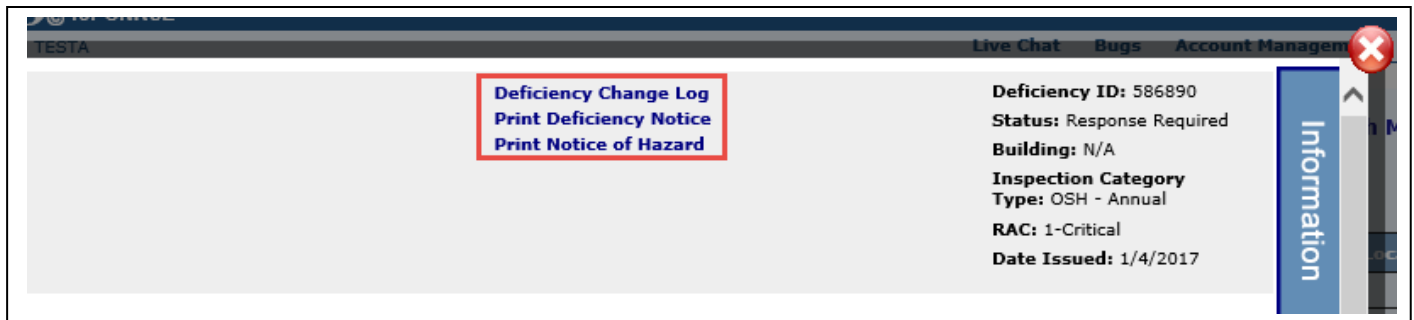 TESTA
Live Chat Bugs Account Managem
Deficiency Change Log
Print Deficiency Notice
Print Notice of Hazard
Deficiency ID: 586890
Status: Response Required
Building: N/A
Inspection Category
Type: OSH - Annual
RAC: 1-Critical
Date Issued: 1/4/2017
Information